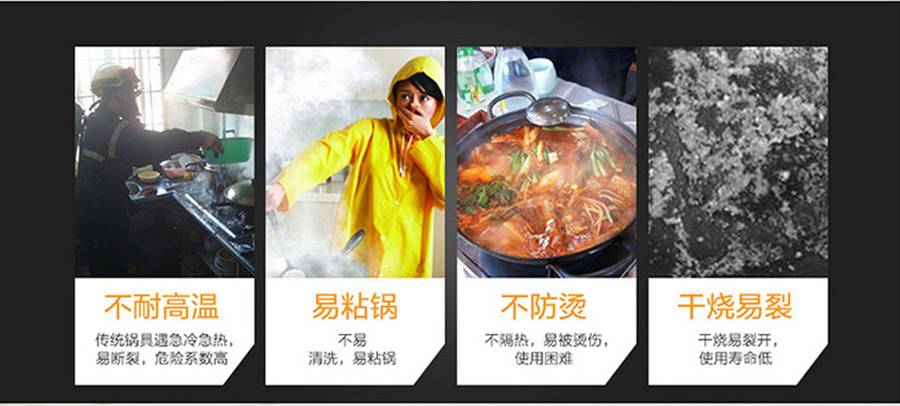 不耐高温
传统锅具遇急冷急热，
易断裂，危险系数高
易粘锅
不易
清洗，易粘锅
不防烫
不隔热，易被烫伤，
使用困难
干烧易裂
干烧易裂开，
使用寿命低